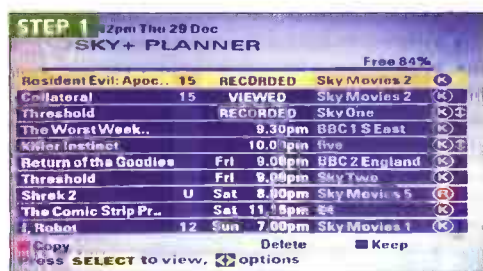 STEP 1 42pm Thu 29 Dec
SKY+ PLANNER
Free 84%
Resident Evil: Apoc.. 15 RECORDED Sky Movies 2 K
Collateral 15 VIEWED Sky Movies 2 K
Threshold RECORDED Sky One K
The Worst Week.. 9.30pm BBC 1 S East K
Killer Instinct 10.01pm five K
Return of the Goodies Fri 9.00pm BBC 2 England K
Threshold Fri 9.00pm Sky Two K
Shrek 2 U Sat 8.00pm Sky Movies 5 R
The Comic Strip Pr.. Sat 11.15pm K
I, Robot 12 Sun 7.00pm Sky Movies 1 K
Copy Delete Keep
Press SELECT to view, options